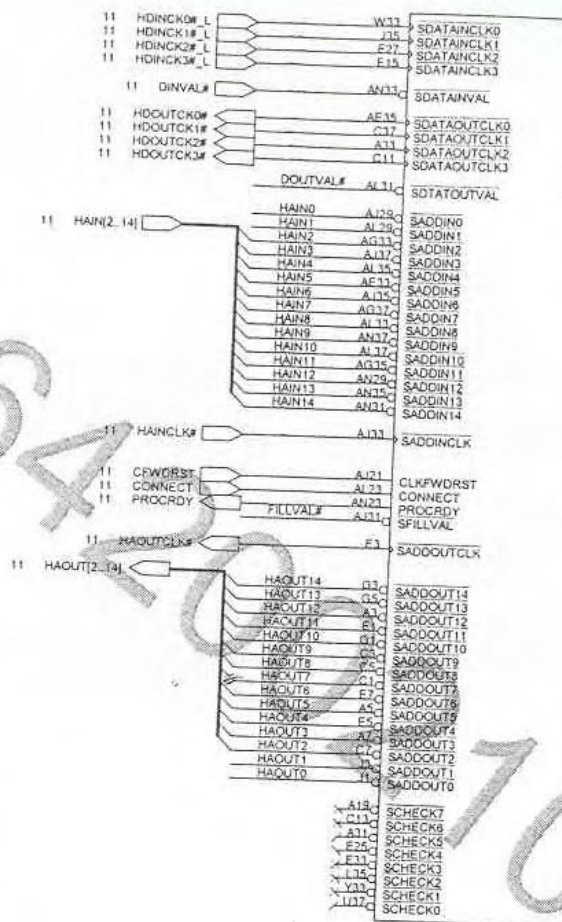 11 HDINCK0#_L W33 SDATAINCLK0
11 HDINCK1#_L J35 SDATAINCLK1
11 HDINCK2#_L E27 SDATAINCLK2
11 HDINCK3#_L E15 SDATAINCLK3
11 DINVAL# AN33 SDATAINVAL
11 HDOUTCK0# AE35 SDATAOUTCLK0
11 HDOUTCK1# C37 SDATAOUTCLK1
11 HDOUTCK2# A33 SDATAOUTCLK2
11 HDOUTCK3# C11 SDATAOUTCLK3
DOUTVAL# AL31 SDTATOUTVAL
11 HAIN[2..14]
HAIN0 AJ29 SADDIN0
HAIN1 AL29 SADDIN1
HAIN2 AG33 SADDIN2
HAIN3 AJ37 SADDIN3
HAIN4 AL35 SADDIN4
HAIN5 AE33 SADDIN5
HAIN6 AJ35 SADDIN6
HAIN7 AG37 SADDIN7
HAIN8 AL33 SADDIN8
HAIN9 AN37 SADDIN9
HAIN10 AL37 SADDIN10
HAIN11 AG35 SADDIN11
HAIN12 AN29 SADDIN12
HAIN13 AN35 SADDIN13
HAIN14 AN31 SADDIN14
11 HAINCLK# AJ33 SADDINCLK
11 CFWDRST AJ21 CLKFWDRST
11 CONNECT AL23 CONNECT
11 PROCRDY AN23 PROCRDY
FILLVAL# AJ31 SFILLVAL
11 HAOUTCLK# E3 SADDOUTCLK
11 HAOUT[2..14]
HAOUT14 G3 SADDOUT14
HAOUT13 G5 SADDOUT13
HAOUT12 A3 SADDOUT12
HAOUT11 E1 SADDOUT11
HAOUT10 G1 SADDOUT10
HAOUT9 SADDOUT9
HAOUT8 SADDOUT8
HAOUT7 C1 SADDOUT7
HAOUT6 E7 SADDOUT6
HAOUT5 A5 SADDOUT5
HAOUT4 E5 SADDOUT4
HAOUT3 A7 SADDOUT3
HAOUT2 C7 SADDOUT2
HAOUT1 SADDOUT1
HAOUT0 J1 SADDOUT0
A19 SCHECK7
C13 SCHECK6
A31 SCHECK5
E25 SCHECK4
E33 SCHECK3
L35 SCHECK2
Y33 SCHECK1
U37 SCHECK0